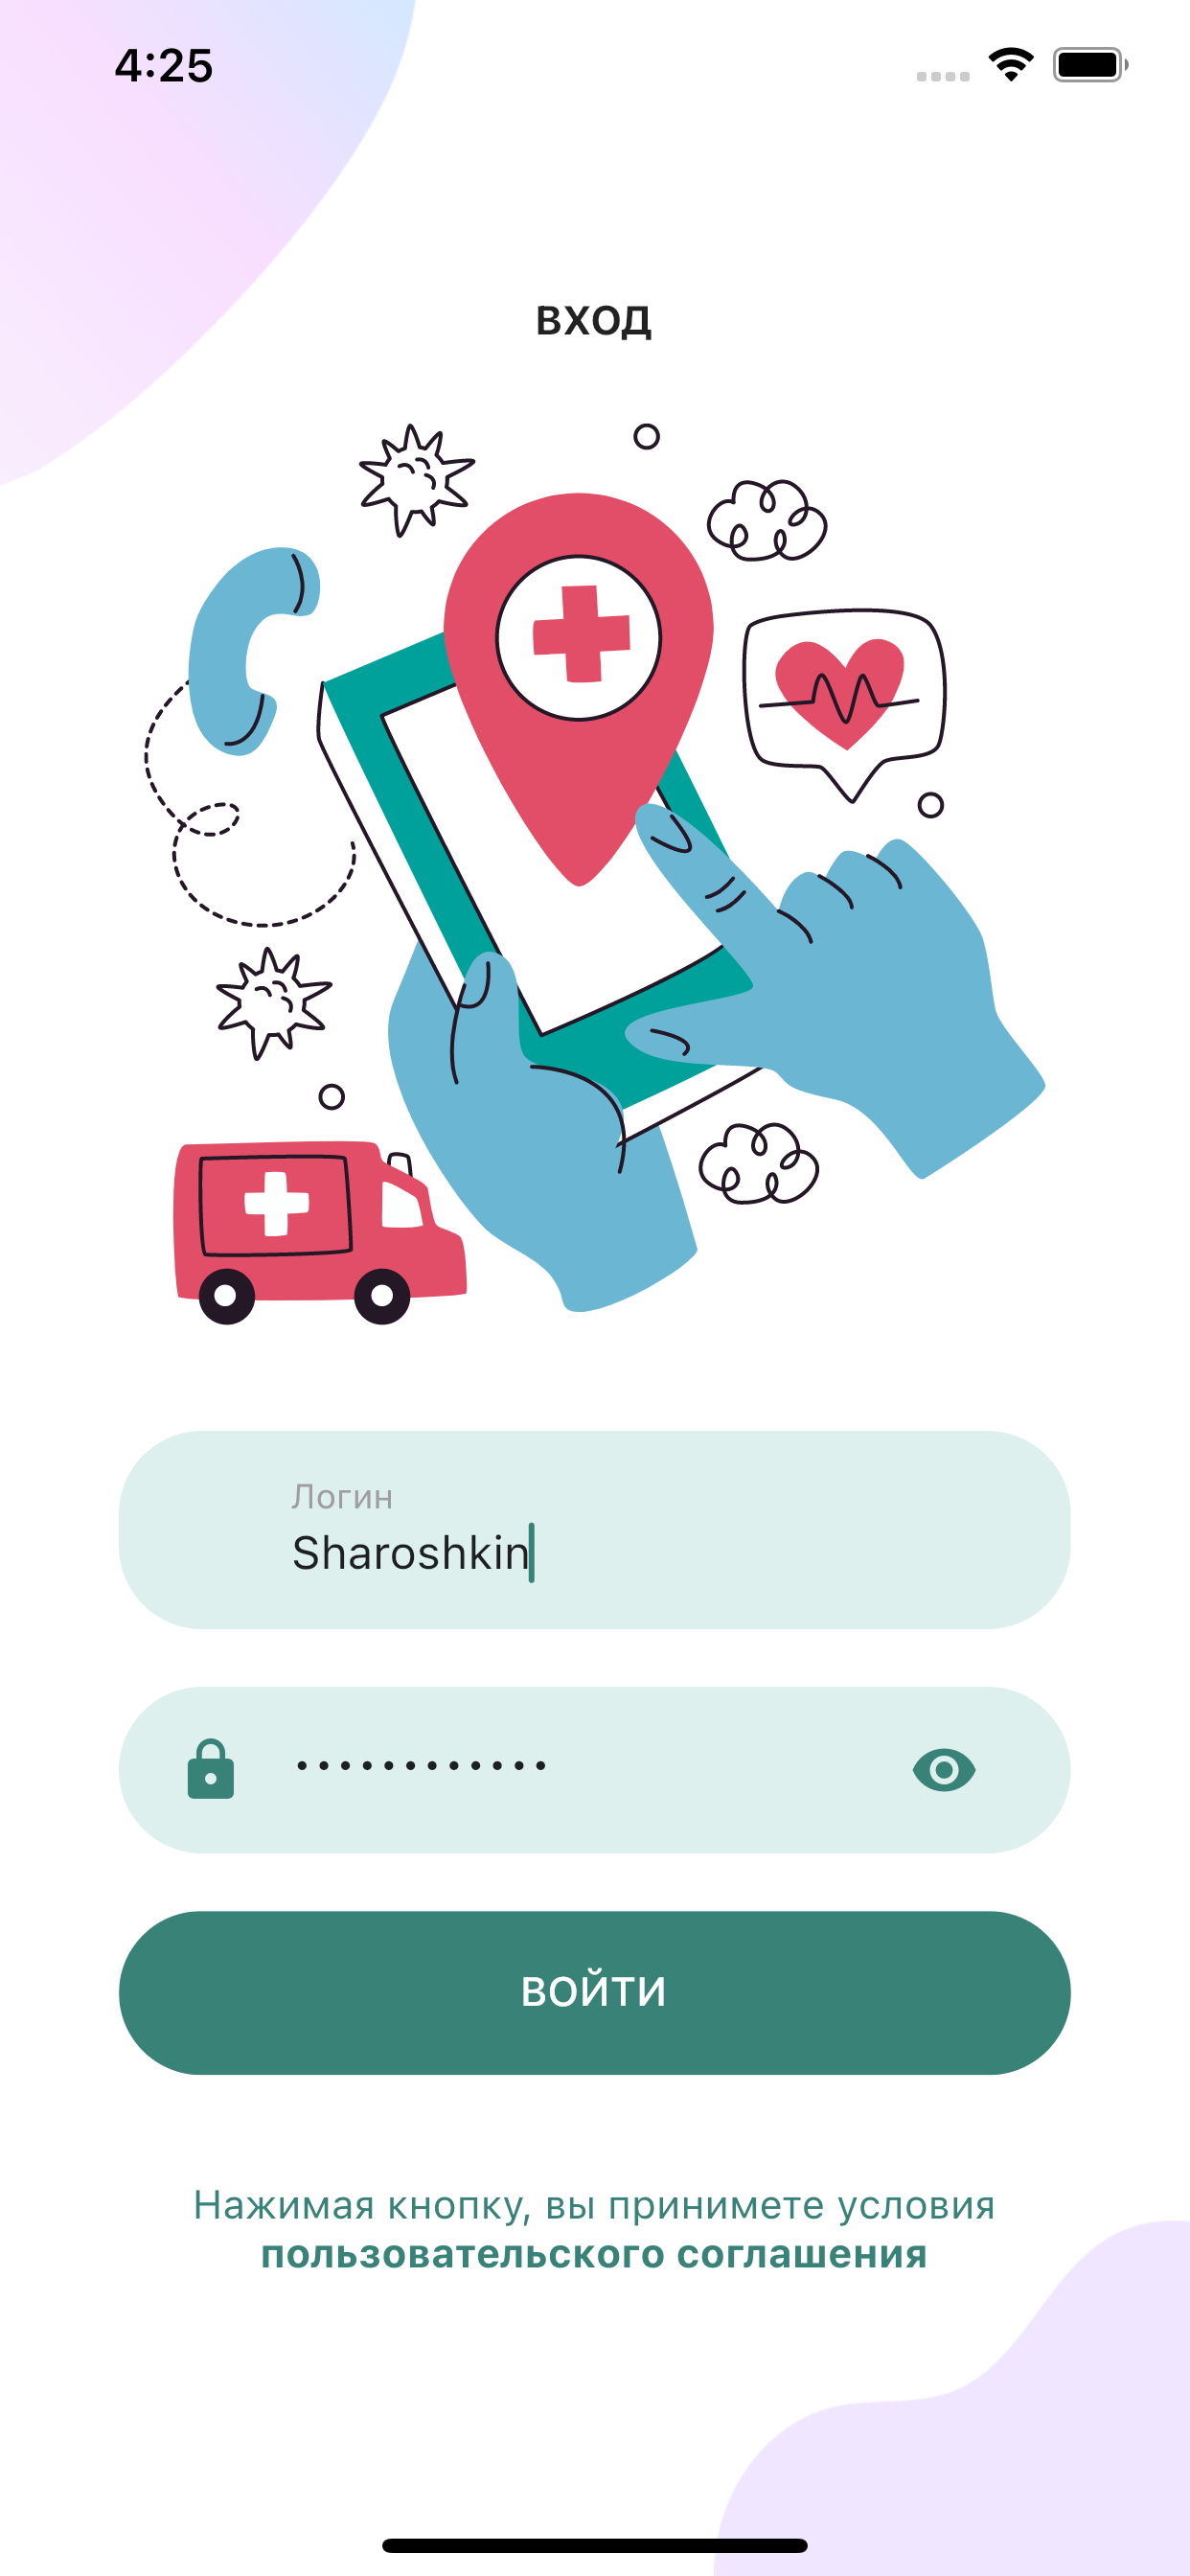 4:25
вход
Логин
Sharoshkin
••••••••••••
войти
Нажимая кнопку, вы принимете условия
пользовательского соглашения